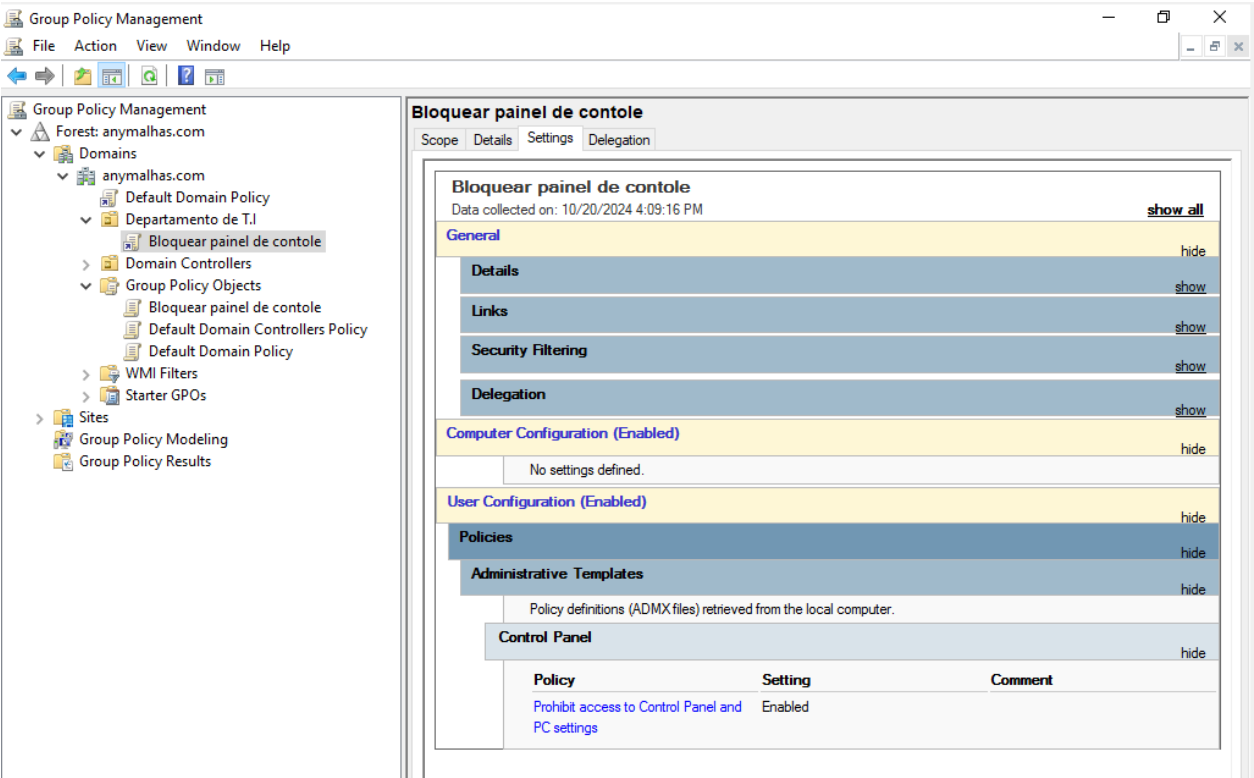 Group Policy Management
File Action View Window Help
Group Policy Management
Forest: anymalhas.com
Domains
anymalhas.com
Default Domain Policy
Departamento de T.I
Bloquear painel de contole
Domain Controllers
Group Policy Objects
Bloquear painel de contole
Default Domain Controllers Policy
Default Domain Policy
WMI Filters
Starter GPOs
Sites
Group Policy Modeling
Group Policy Results
Bloquear painel de contole
Scope Details Settings Delegation
Bloquear painel de contole
Data collected on: 10/20/2024 4:09:16 PM show all
General
hide
Details
show
Links
show
Security Filtering
show
Delegation
show
Computer Configuration (Enabled)
hide
No settings defined.
User Configuration (Enabled)
hide
Policies
hide
Administrative Templates
hide
Policy definitions (ADMX files) retrieved from the local computer.
Control Panel
hide
Policy Setting Comment
Prohibit access to Control Panel and Enabled
PC settings